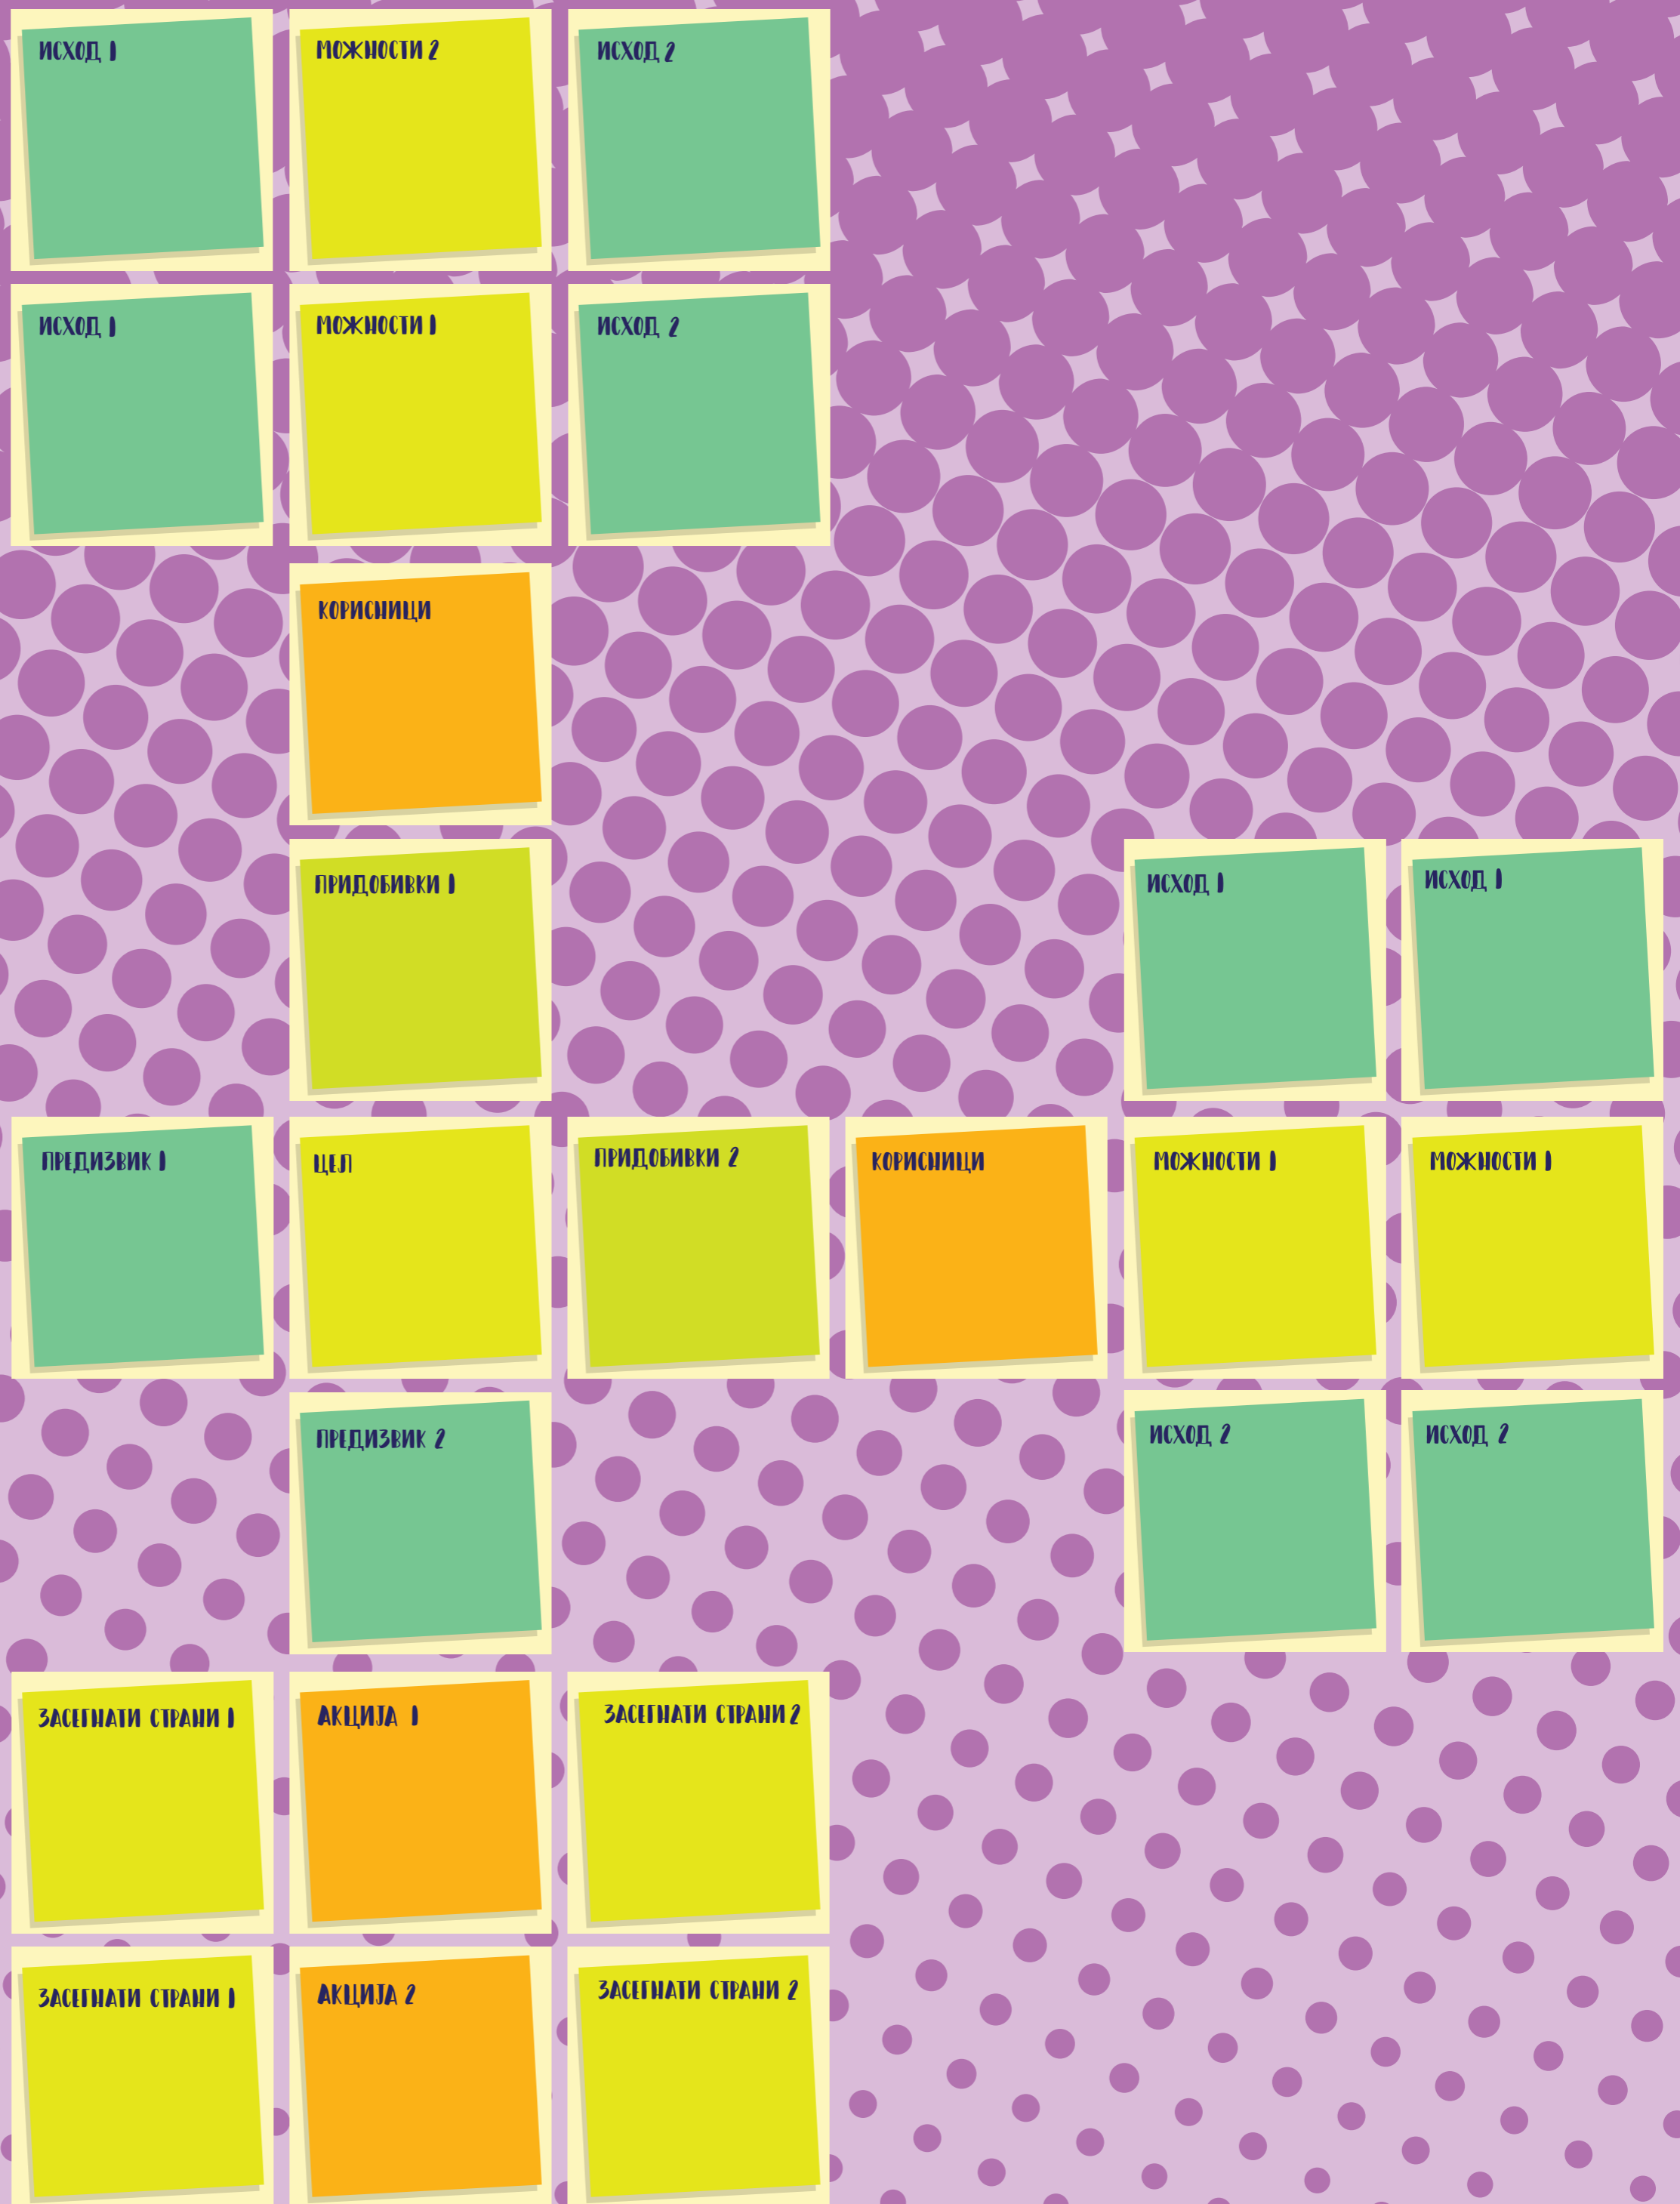 ИСХОД 1
МОЖНОСТИ 2
ИСХОД 2
ИСХОД 1
МОЖНОСТИ 1
ИСХОД 2
КОРИСНИЦИ
ПРИДОБИВКИ 1
ИСХОД 1
ИСХОД 1
ПРЕДИЗВИК 1
ЦЕЛ
ПРИДОБИВКИ 2
КОРИСНИЦИ
МОЖНОСТИ 1
МОЖНОСТИ 1
ПРЕДИЗВИК 2
ИСХОД 2
ИСХОД 2
ЗАСЕГНАТИ СТРАНИ 1
АКЦИЈА 1
ЗАСЕГНАТИ СТРАНИ 2
ЗАСЕГНАТИ СТРАНИ 1
АКЦИЈА 2
ЗАСЕГНАТИ СТРАНИ 2